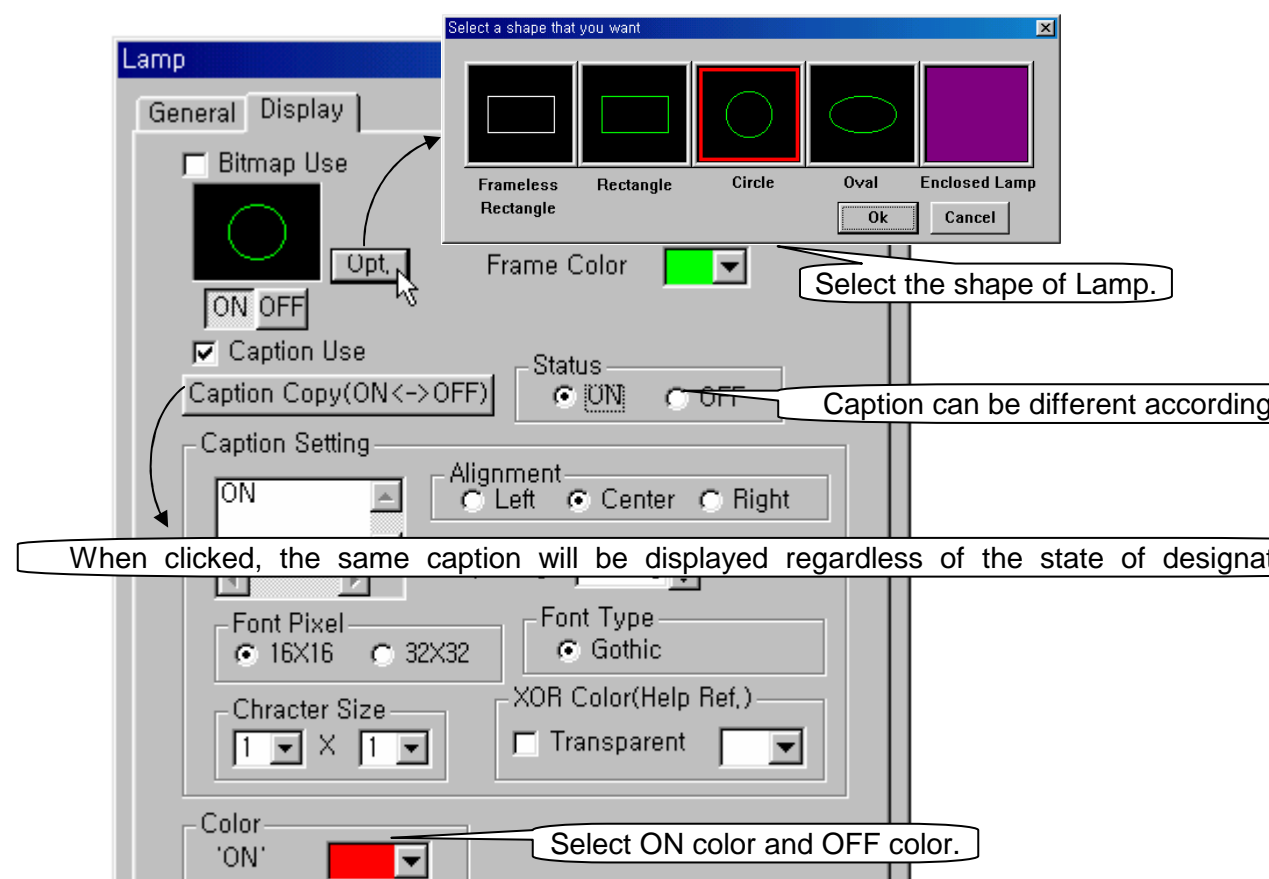 Select a shape that you want
Lamp
General Display
Bitmap Use
Frameless Rectangle Circle Oval Enclosed Lamp
Rectangle
Ok Cancel
Opt,
Frame Color
Select the shape of Lamp.
ON OFF
Caption Use
Caption Copy(ON<->OFF)
Status
ON OFF
Caption can be different according
Caption Setting
ON
Alignment
Left Center Right
When clicked, the same caption will be displayed regardless of the state of
Font Pixel
16X16 32X32
Font Type
Gothic
Chracter Size
1 X 1
XOR Color(Help Ref,)
Transparent
Color
'ON'
Select ON color and OFF color.